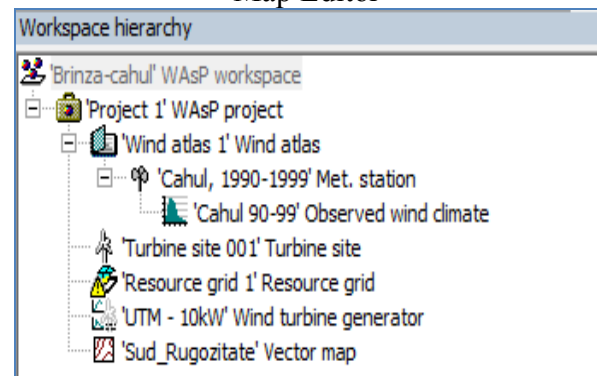 Map Editor
Workspace hierarchy
'Brinza-cahul' WAsP workspace
'Project 1' WAsP project
'Wind atlas 1' Wind atlas
'Cahul, 1990-1999' Met. station
'Cahul 90-99' Observed wind climate
'Turbine site 001' Turbine site
'Resource grid 1' Resource grid
'UTM - 10kW' Wind turbine generator
'Sud_Rugozitate' Vector map